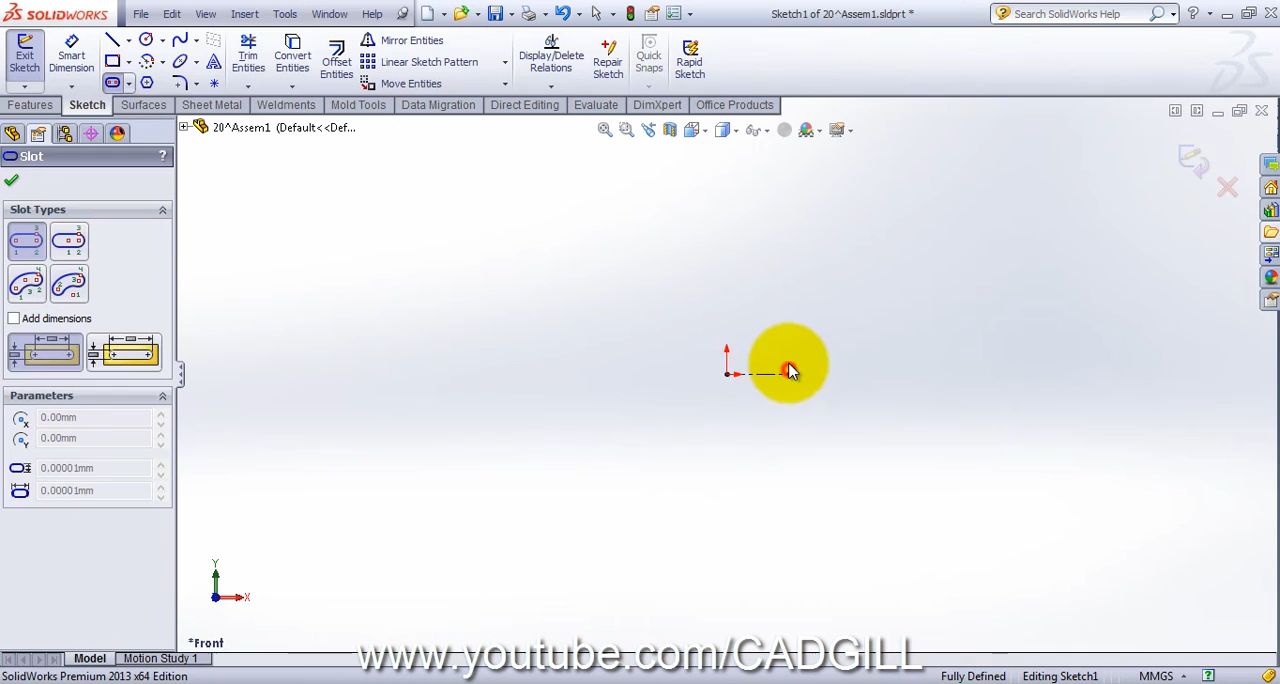 SOLIDWORKS File Edit View Insert Tools Window Help Sketch1 of 20^Assem1.sldprt * Search SolidWorks Help
Exit Sketch
Smart Dimension
Trim Entities
Convert Entities
Offset Entities
Mirror Entities
Linear Sketch Pattern
Move Entities
Display/Delete Relations
Repair Sketch
Quick Snaps
Rapid Sketch
Features Sketch Surfaces Sheet Metal Weldments Mold Tools Data Migration Direct Editing Evaluate DimXpert Office Products
20^Assem1 (Default<<Def...
Slot ?
Slot Types
Add dimensions
Parameters
0.00mm
0.00mm
0.00001mm
0.00001mm
Y
X
*Front
www.youtube.com/CADGILL
Model Motion Study 1
SolidWorks Premium 2013 x64 Edition Fully Defined Editing Sketch1 MMGS